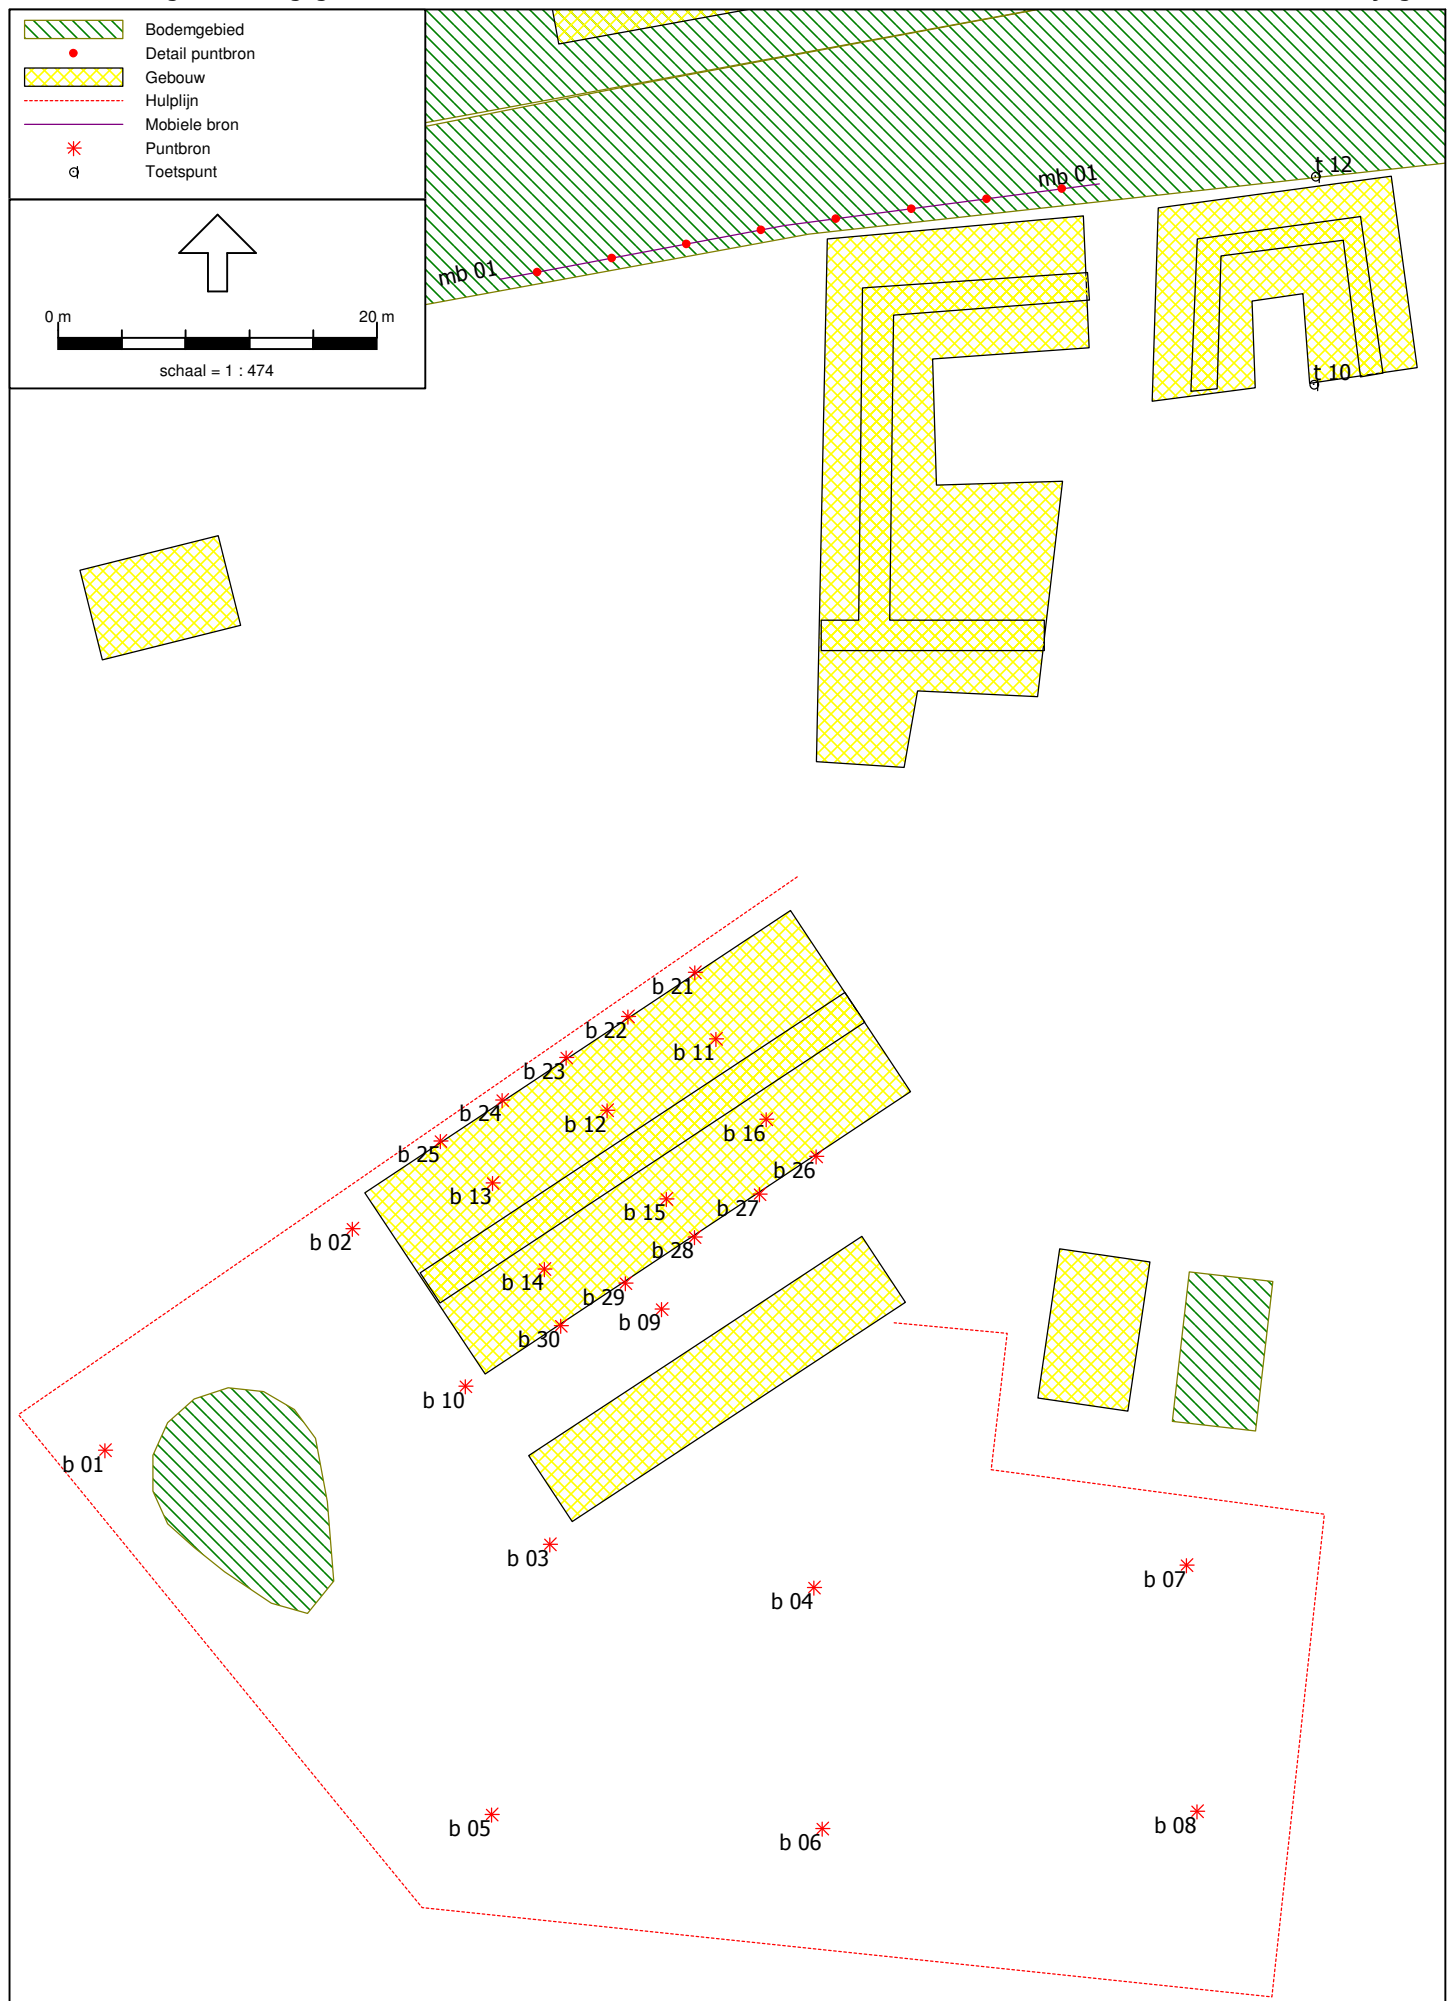 Bodemgebied
Detail puntbron
Gebouw
Hulplijn
Mobiele bron
Puntbron
Toetspunt
0 m 20 m
schaal = 1 : 474
mb 01
mb 01
t 12
t 10
b 21
b 22
b 11
b 23
b 24
b 12
b 16
b 25
b 26
b 13
b 27
b 15
b 02
b 28
b 14
b 29
b 09
b 30
b 10
b 01
b 03
b 07
b 04
b 05
b 06
b 08